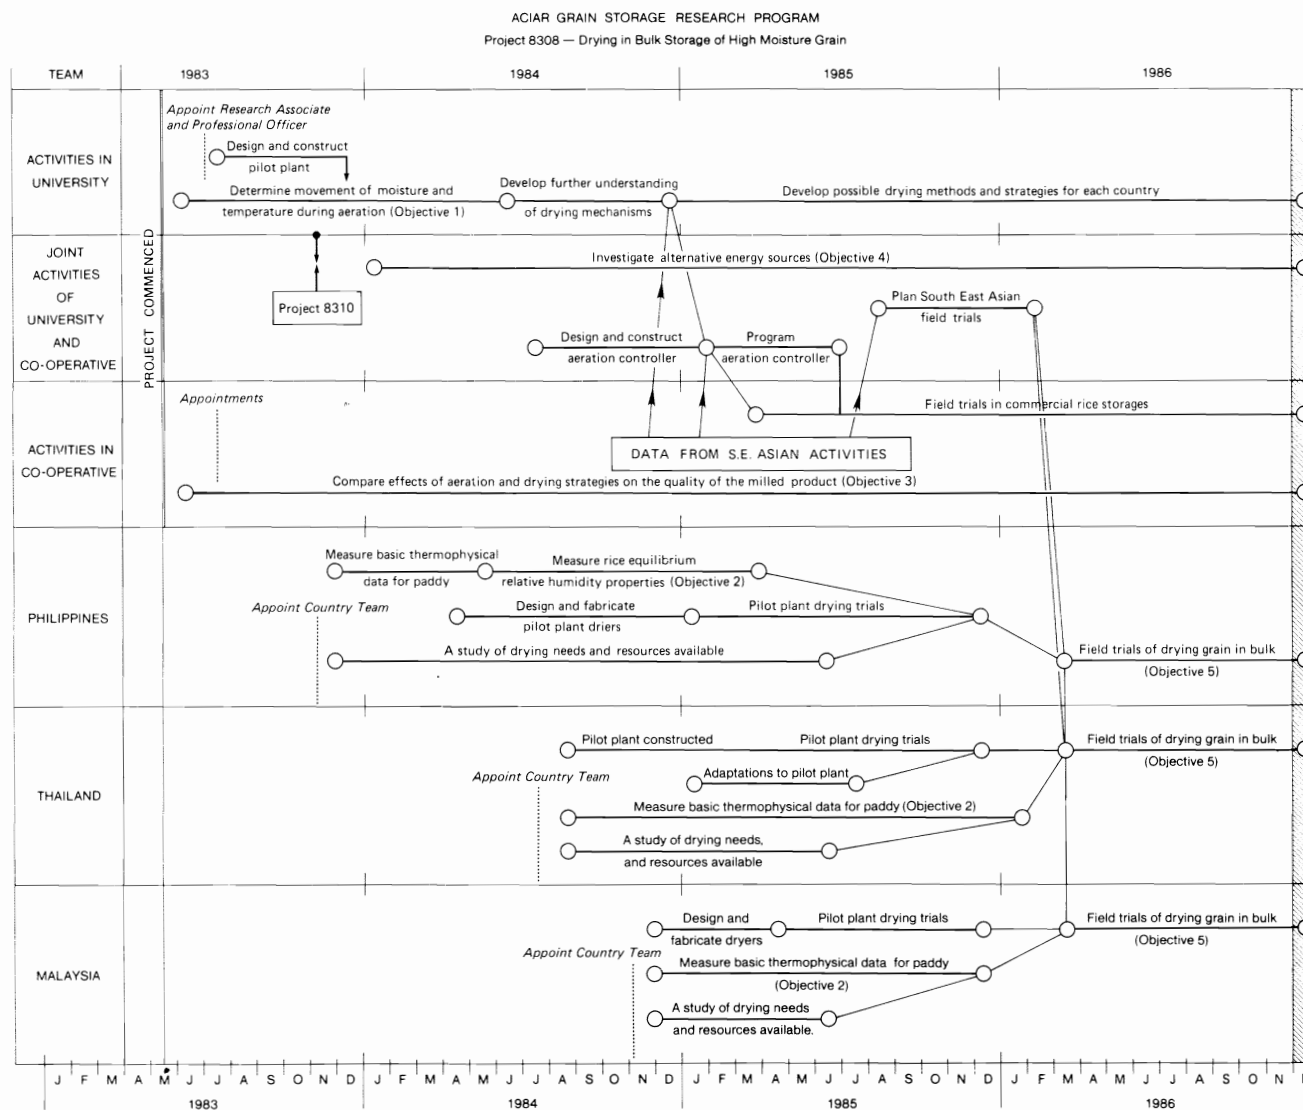 ACIAR GRAIN STORAGE RESEARCH PROGRAM
Project 8308 — Drying in Bulk Storage of High Moisture Grain
TEAM
1983
1984
1985
1986
PROJECT COMMENCED
ACTIVITIES IN
UNIVERSITY
Appoint Research Associate
and Professional Officer
Design and construct
pilot plant
Determine movement of moisture and
temperature during aeration (Objective 1)
Develop further understanding
of drying mechanisms
Develop possible drying methods and strategies for each country
JOINT
ACTIVITIES
OF
UNIVERSITY
AND
CO-OPERATIVE
Investigate alternative energy sources (Objective 4)
Project 8310
Plan South East Asian
field trials
Design and construct
aeration controller
Program
aeration controller
ACTIVITIES IN
CO-OPERATIVE
Appointments
Field trials in commercial rice storages
DATA FROM S.E. ASIAN ACTIVITIES
Compare effects of aeration and drying strategies on the quality of the milled product (Objective 3)
PHILIPPINES
Measure basic thermophysical
data for paddy
Measure rice equilibrium
relative humidity properties (Objective 2)
Appoint Country Team
Design and fabricate
pilot plant driers
Pilot plant drying trials
A study of drying needs and resources available
Field trials of drying grain in bulk
(Objective 5)
THAILAND
Pilot plant constructed
Pilot plant drying trials
Field trials of drying grain in bulk
(Objective 5)
Appoint Country Team
Adaptations to pilot plant
Measure basic thermophysical data for paddy (Objective 2)
A study of drying needs,
and resources available
MALAYSIA
Design and
fabricate dryers
Pilot plant drying trials
Field trials of drying grain in bulk
(Objective 5)
Appoint Country Team
Measure basic thermophysical data for paddy
(Objective 2)
A study of drying needs
and resources available.
J F M A M J J A S O N D J F M A M J J A S O N D J F M A M J J A S O N D J F M A M J J A S O N
1983
1984
1985
1986